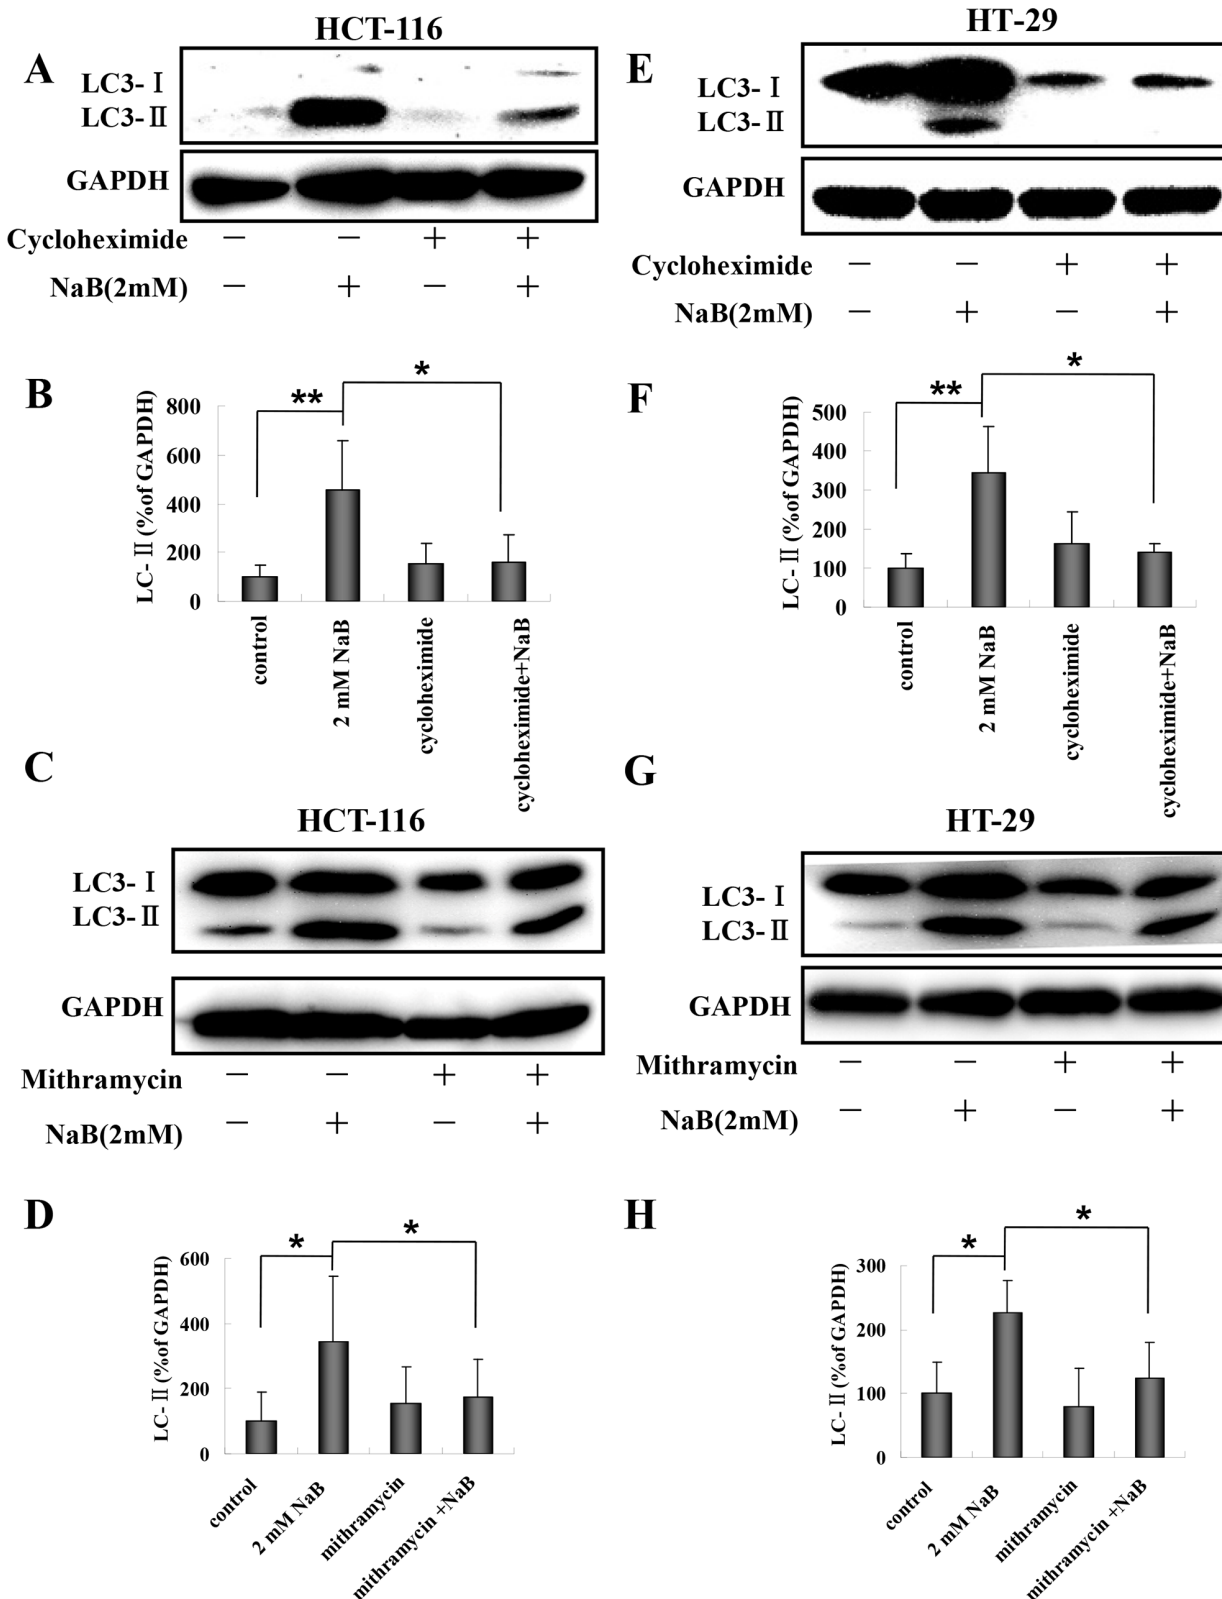 HCT-116
A
LC3-Ⅰ
LC3-Ⅱ
GAPDH
Cycloheximide − − + +
NaB(2mM) − + − +
B
LC-Ⅱ (%of GAPDH)
800
600
400
200
0
** *
control
2 mM NaB
cycloheximide
cycloheximide+NaB
C
HCT-116
LC3-Ⅰ
LC3-Ⅱ
GAPDH
Mithramycin − − + +
NaB(2mM) − + − +
D
LC-Ⅱ (%of GAPDH)
600
400
200
0
* *
control
2 mM NaB
mithramycin
mithramycin +NaB
HT-29
E
LC3-Ⅰ
LC3-Ⅱ
GAPDH
Cycloheximide − − + +
NaB(2mM) − + − +
F
LC-Ⅱ (%of GAPDH)
500
400
300
200
100
0
** *
control
2 mM NaB
cycloheximide
cycloheximide+NaB
G
HT-29
LC3-Ⅰ
LC3-Ⅱ
GAPDH
Mithramycin − − + +
NaB(2mM) − + − +
H
LC-Ⅱ (%of GAPDH)
300
200
100
0
* *
control
2 mM NaB
mithramycin
mithramycin +NaB